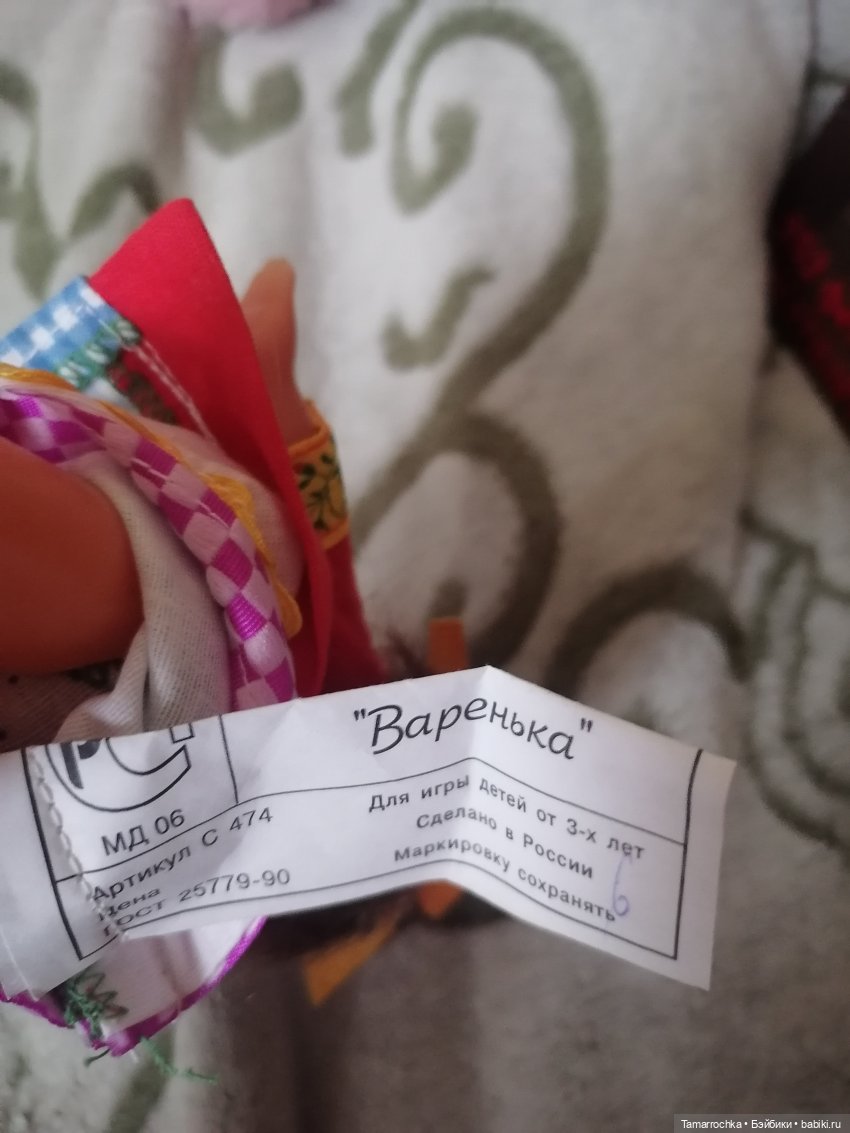 "Варенька"
РС
МД 06
Артикул С 474
Цена
ГОСТ 25779-90
Для игры детей от 3-х лет
Сделано в России
Маркировку сохранять
6
Tamarrochka • Бэйбики • babiki.ru